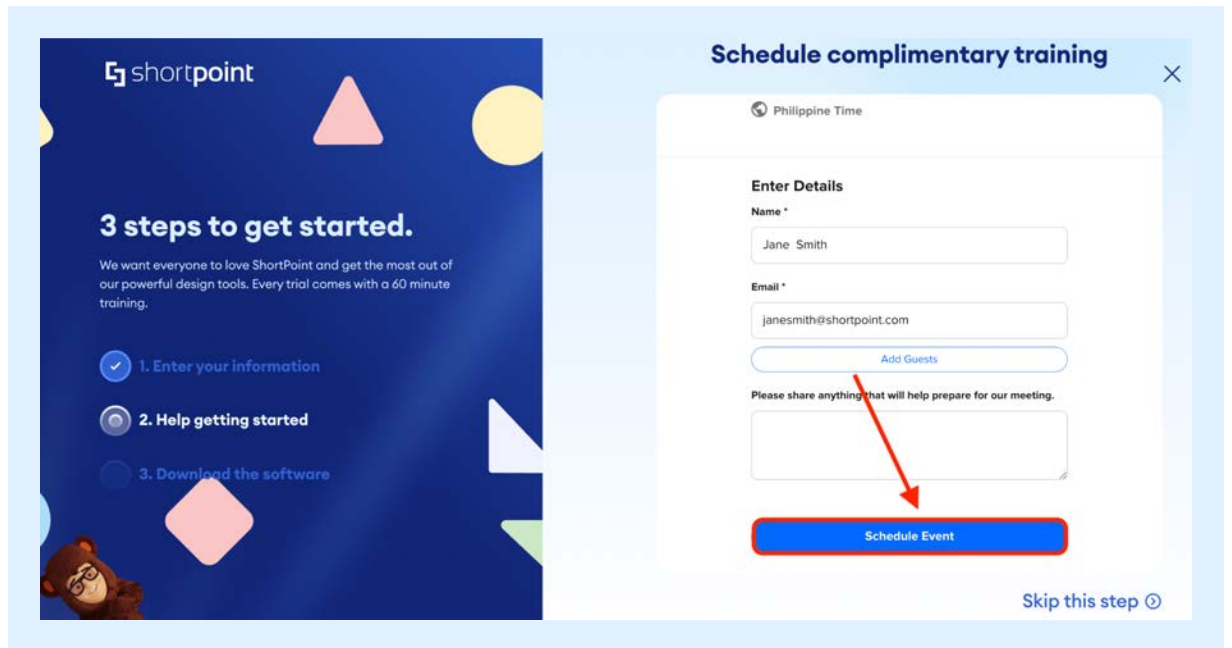 shortpoint
3 steps to get started.
We want everyone to love ShortPoint and get the most out of
our powerful design tools. Every trial comes with a 60 minute
training.
1. Enter your information
2. Help getting started
3. Download the software
Schedule complimentary training
Philippine Time
Enter Details
Name *
Jane Smith
Email *
janesmith@shortpoint.com
Add Guests
Please share anything that will help prepare for our meeting.
Schedule Event
Skip this step